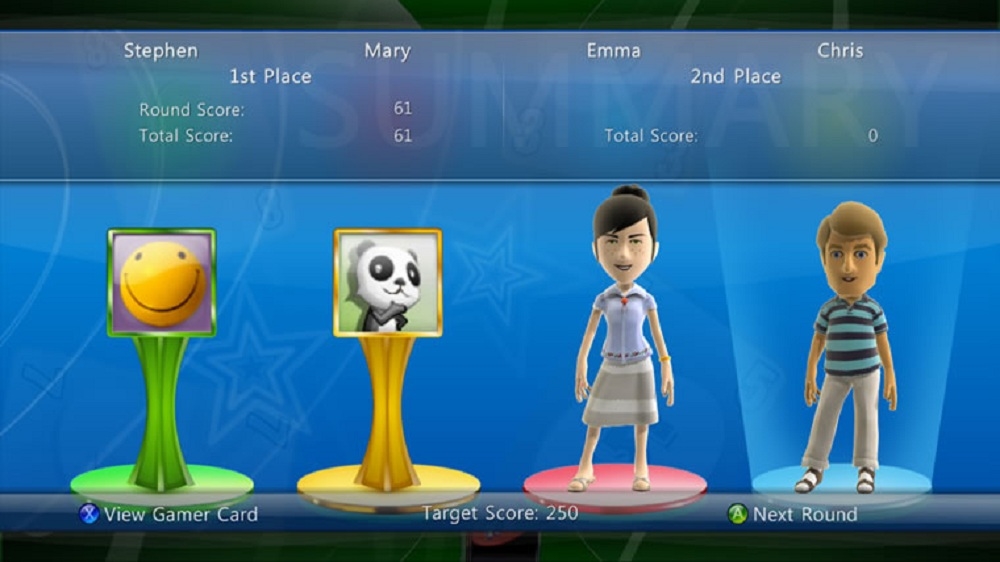 SUMMARY
Stephen Mary Emma Chris
1st Place 2nd Place
Round Score: 61
Total Score: 61 Total Score: 0
X View Gamer Card Target Score: 250 A Next Round